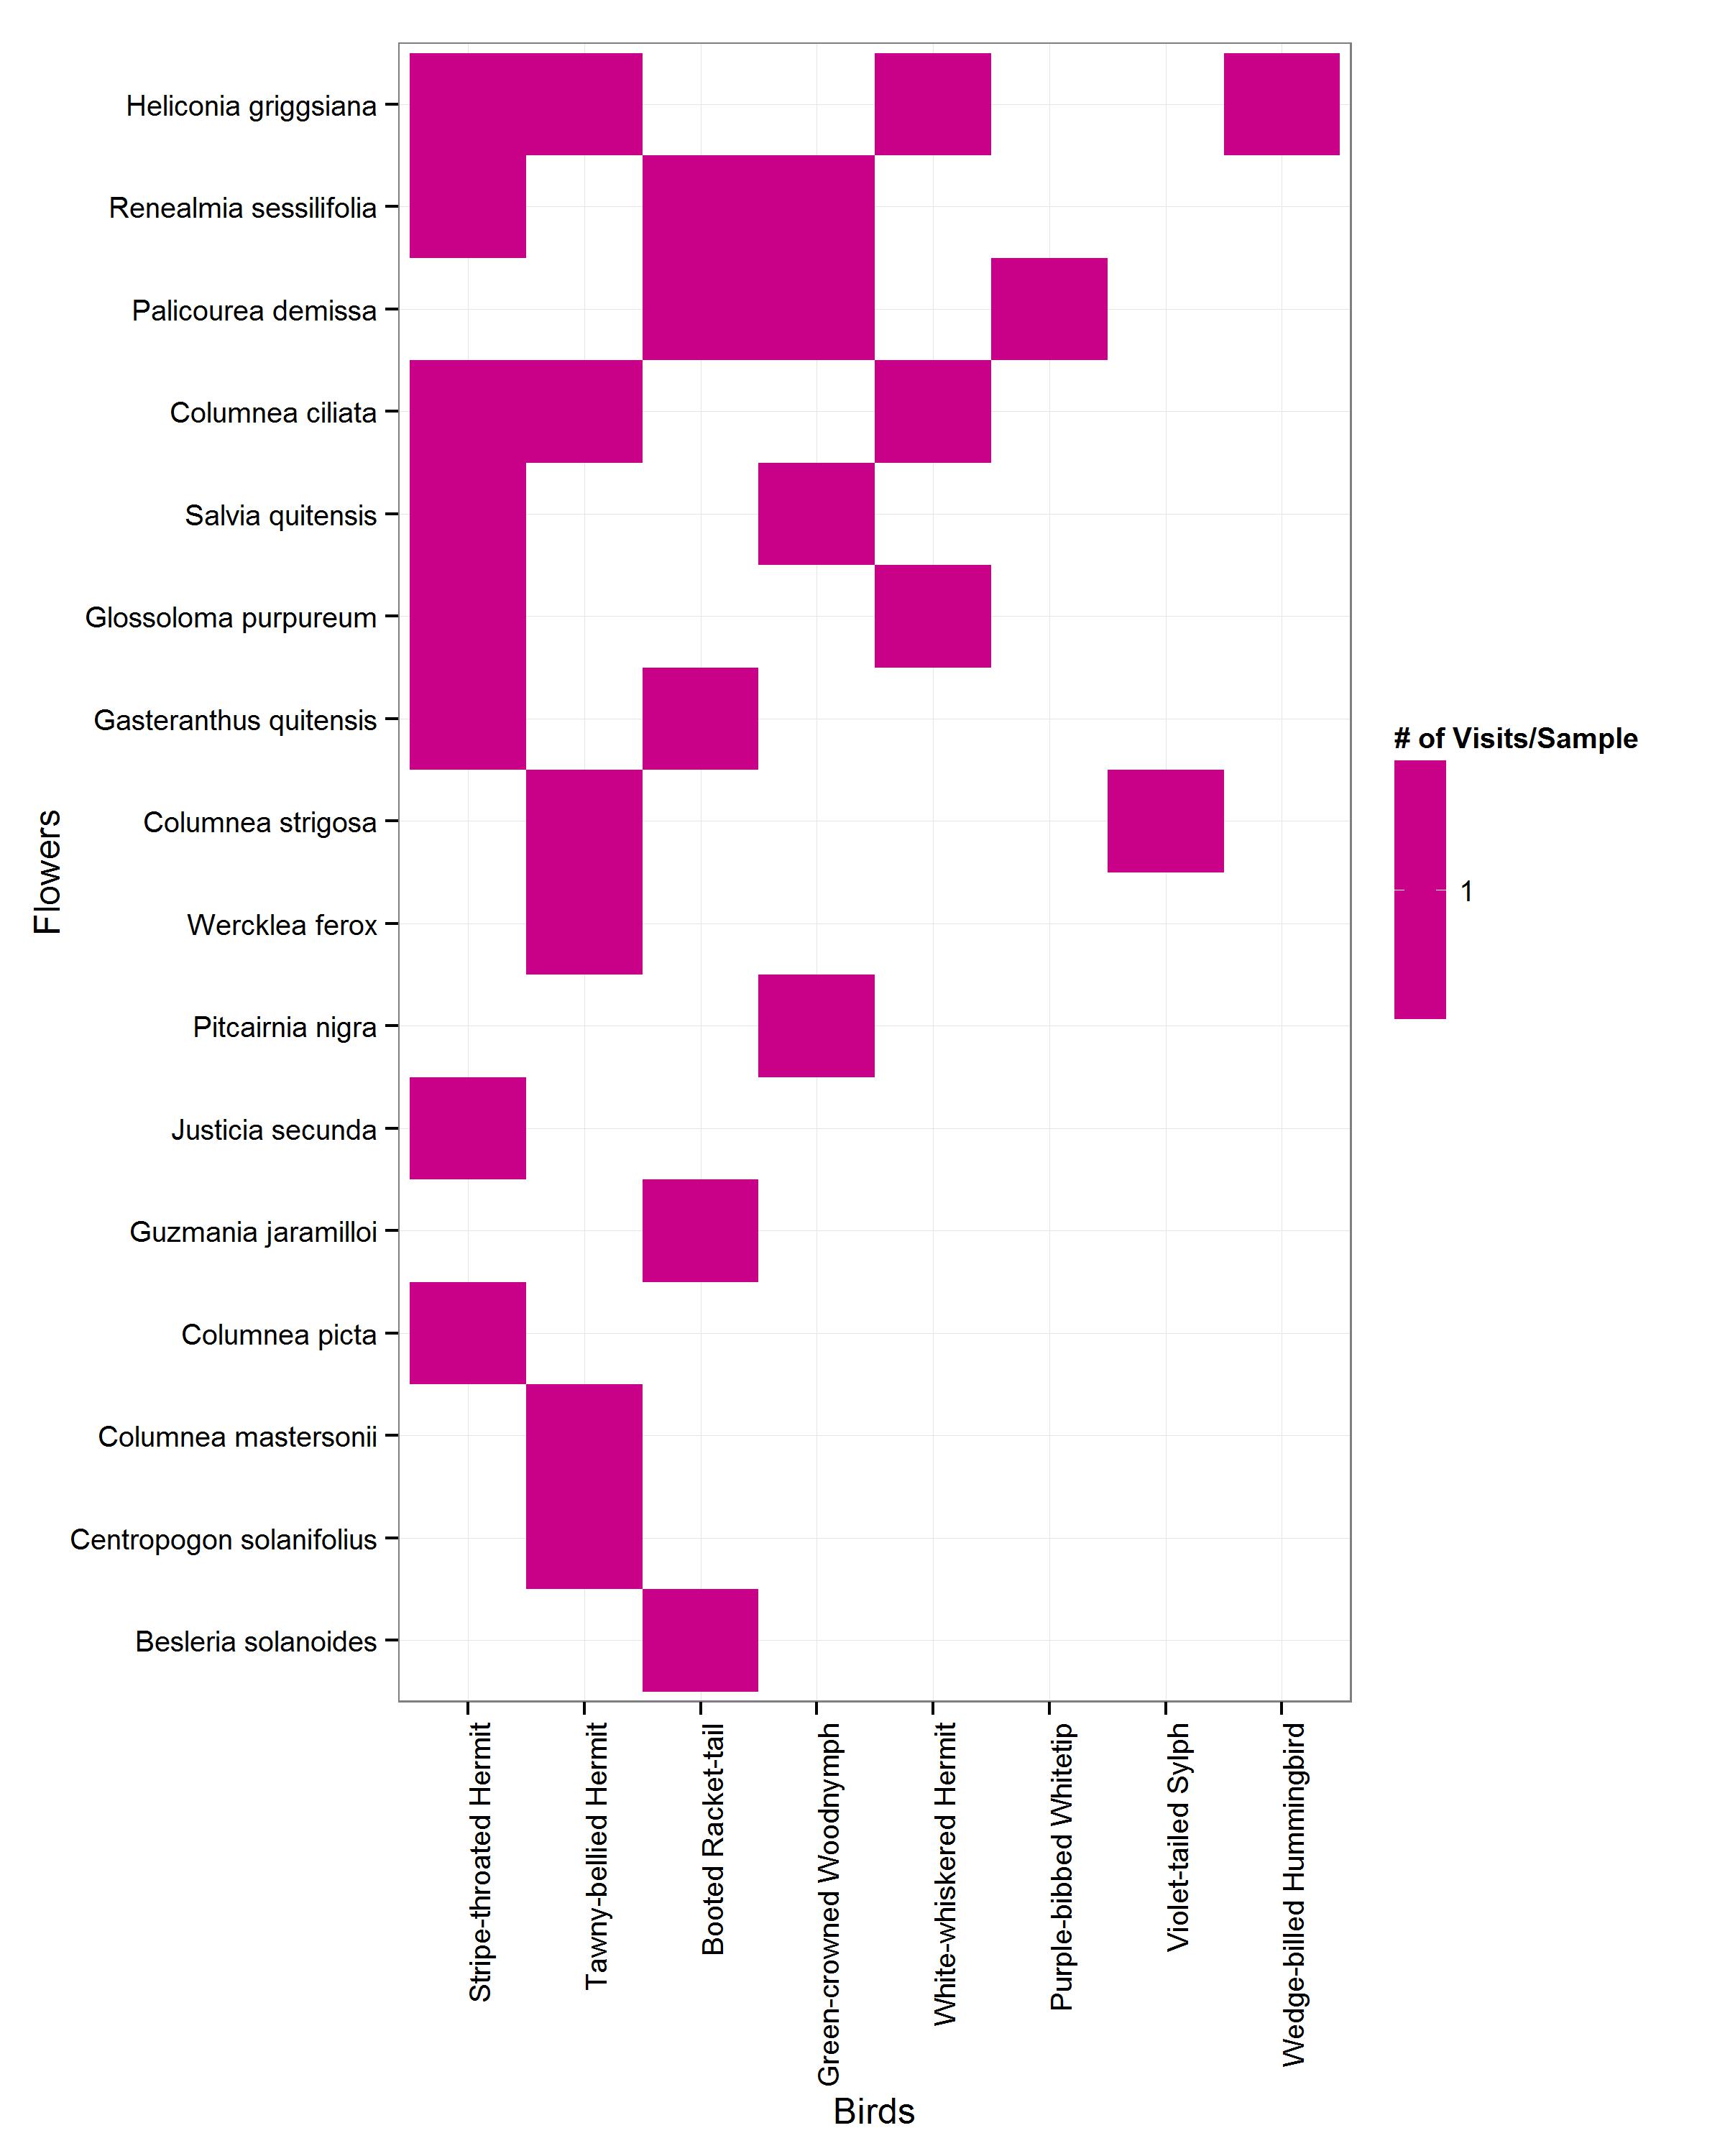 Heliconia griggsiana
Renealmia sessilifolia
Palicourea demissa
Columnea ciliata
Salvia quitensis
Glossoloma purpureum
Gasteranthus quitensis
Columnea strigosa
Wercklea ferox
Pitcairnia nigra
Justicia secunda
Guzmania jaramilloi
Columnea picta
Columnea mastersonii
Centropogon solanifolius
Besleria solanoides
Flowers
Stripe-throated Hermit
Tawny-bellied Hermit
Booted Racket-tail
Green-crowned Woodnymph
White-whiskered Hermit
Purple-bibbed Whitetip
Violet-tailed Sylph
Wedge-billed Hummingbird
Birds
# of Visits/Sample
1